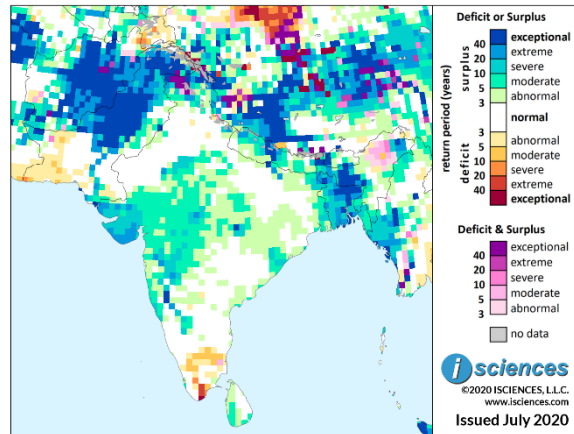 Deficit or Surplus
exceptional
40
extreme
20
severe
10
moderate
5
abnormal
3
normal
3
abnormal
5
moderate
10
severe
20
extreme
40
exceptional
return period (years)
surplus
deficit
Deficit & Surplus
exceptional
40
extreme
20
severe
10
moderate
5
abnormal
3
no data
isciences
©2020 ISCIENCES, L.L.C.
www.isciences.com
Issued July 2020